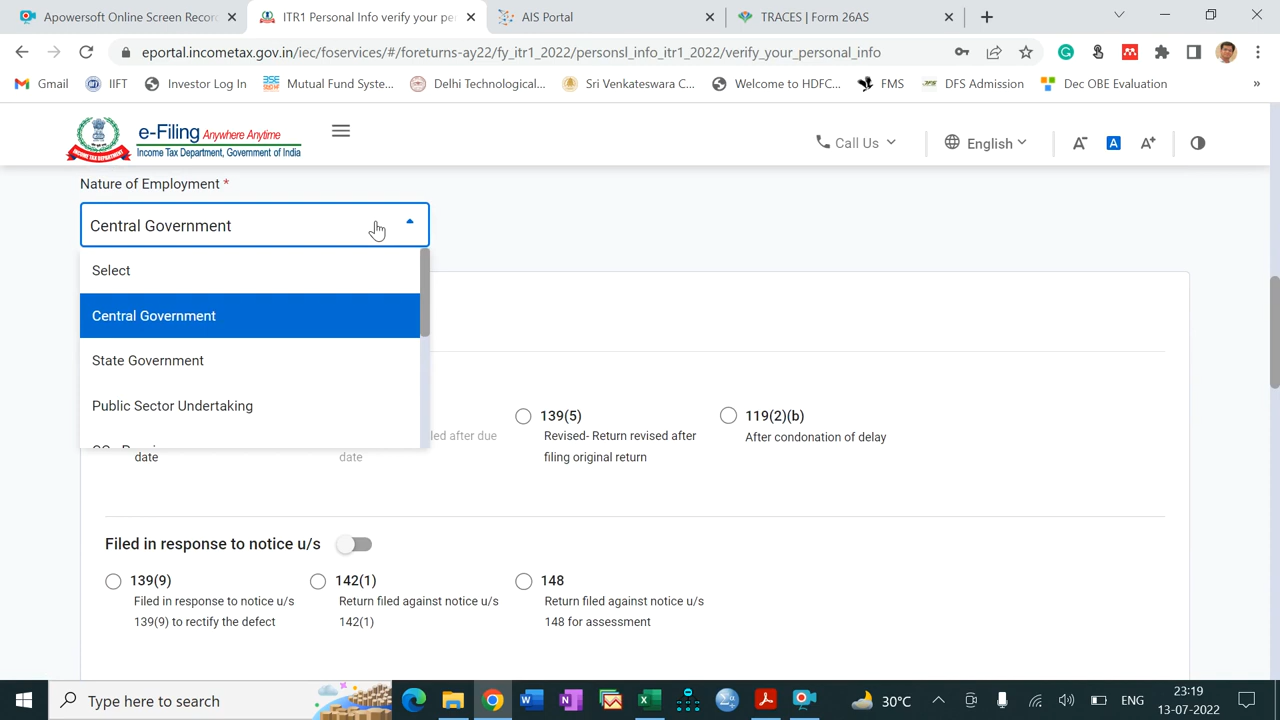 Apowersoft Online Screen Recor
ITR1 Personal Info verify your pe
AIS Portal
TRACES | Form 26AS
eportal.incometax.gov.in/iec/foservices/#/foreturns-ay22/fy_itr1_2022/personsl_info_itr1_2022/verify_your_personal_info
Gmail
IIFT
Investor Log In
Mutual Fund Syste...
Delhi Technological...
Sri Venkateswara C...
Welcome to HDFC...
FMS
DFS Admission
Dec OBE Evaluation
»
e-Filing Anywhere Anytime
Income Tax Department, Government of India
Call Us
English
A-
A
A+
Nature of Employment *
Central Government
Select
Central Government
State Government
Public Sector Undertaking
139(5)
119(2)(b)
led after due
Revised- Return revised after
After condonation of delay
date
date
filing original return
Filed in response to notice u/s
139(9)
142(1)
148
Filed in response to notice u/s
Return filed against notice u/s
Return filed against notice u/s
139(9) to rectify the defect
142(1)
148 for assessment
Type here to search
30°C
ENG
23:19
13-07-2022